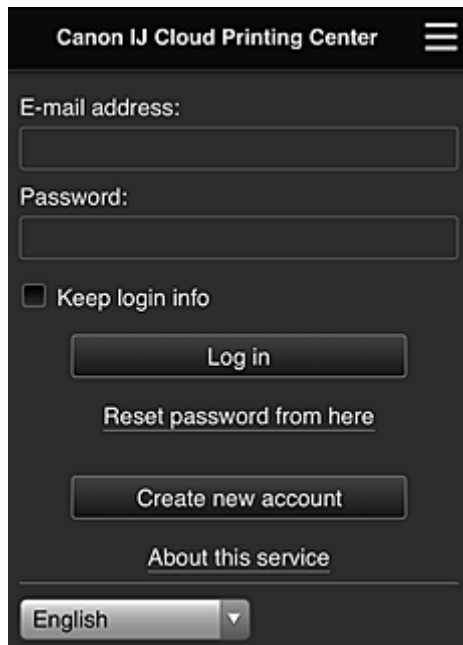 Canon IJ Cloud Printing Center
E-mail address:
Password:
Keep login info
Log in
Reset password from here
Create new account
About this service
English